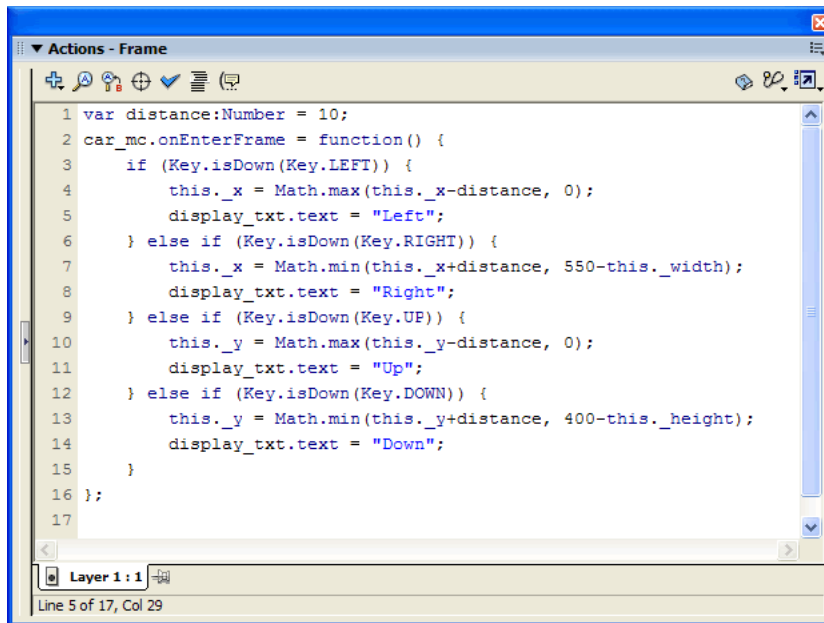 Actions - Frame
1 var distance:Number = 10;
2 car_mc.onEnterFrame = function() {
3     if (Key.isDown(Key.LEFT)) {
4         this._x = Math.max(this._x-distance, 0);
5         display_txt.text = "Left";
6     } else if (Key.isDown(Key.RIGHT)) {
7         this._x = Math.min(this._x+distance, 550-this._width);
8         display_txt.text = "Right";
9     } else if (Key.isDown(Key.UP)) {
10         this._y = Math.max(this._y-distance, 0);
11         display_txt.text = "Up";
12     } else if (Key.isDown(Key.DOWN)) {
13         this._y = Math.min(this._y+distance, 400-this._height);
14         display_txt.text = "Down";
15     }
16 };
17
Layer 1 : 1
Line 5 of 17, Col 29